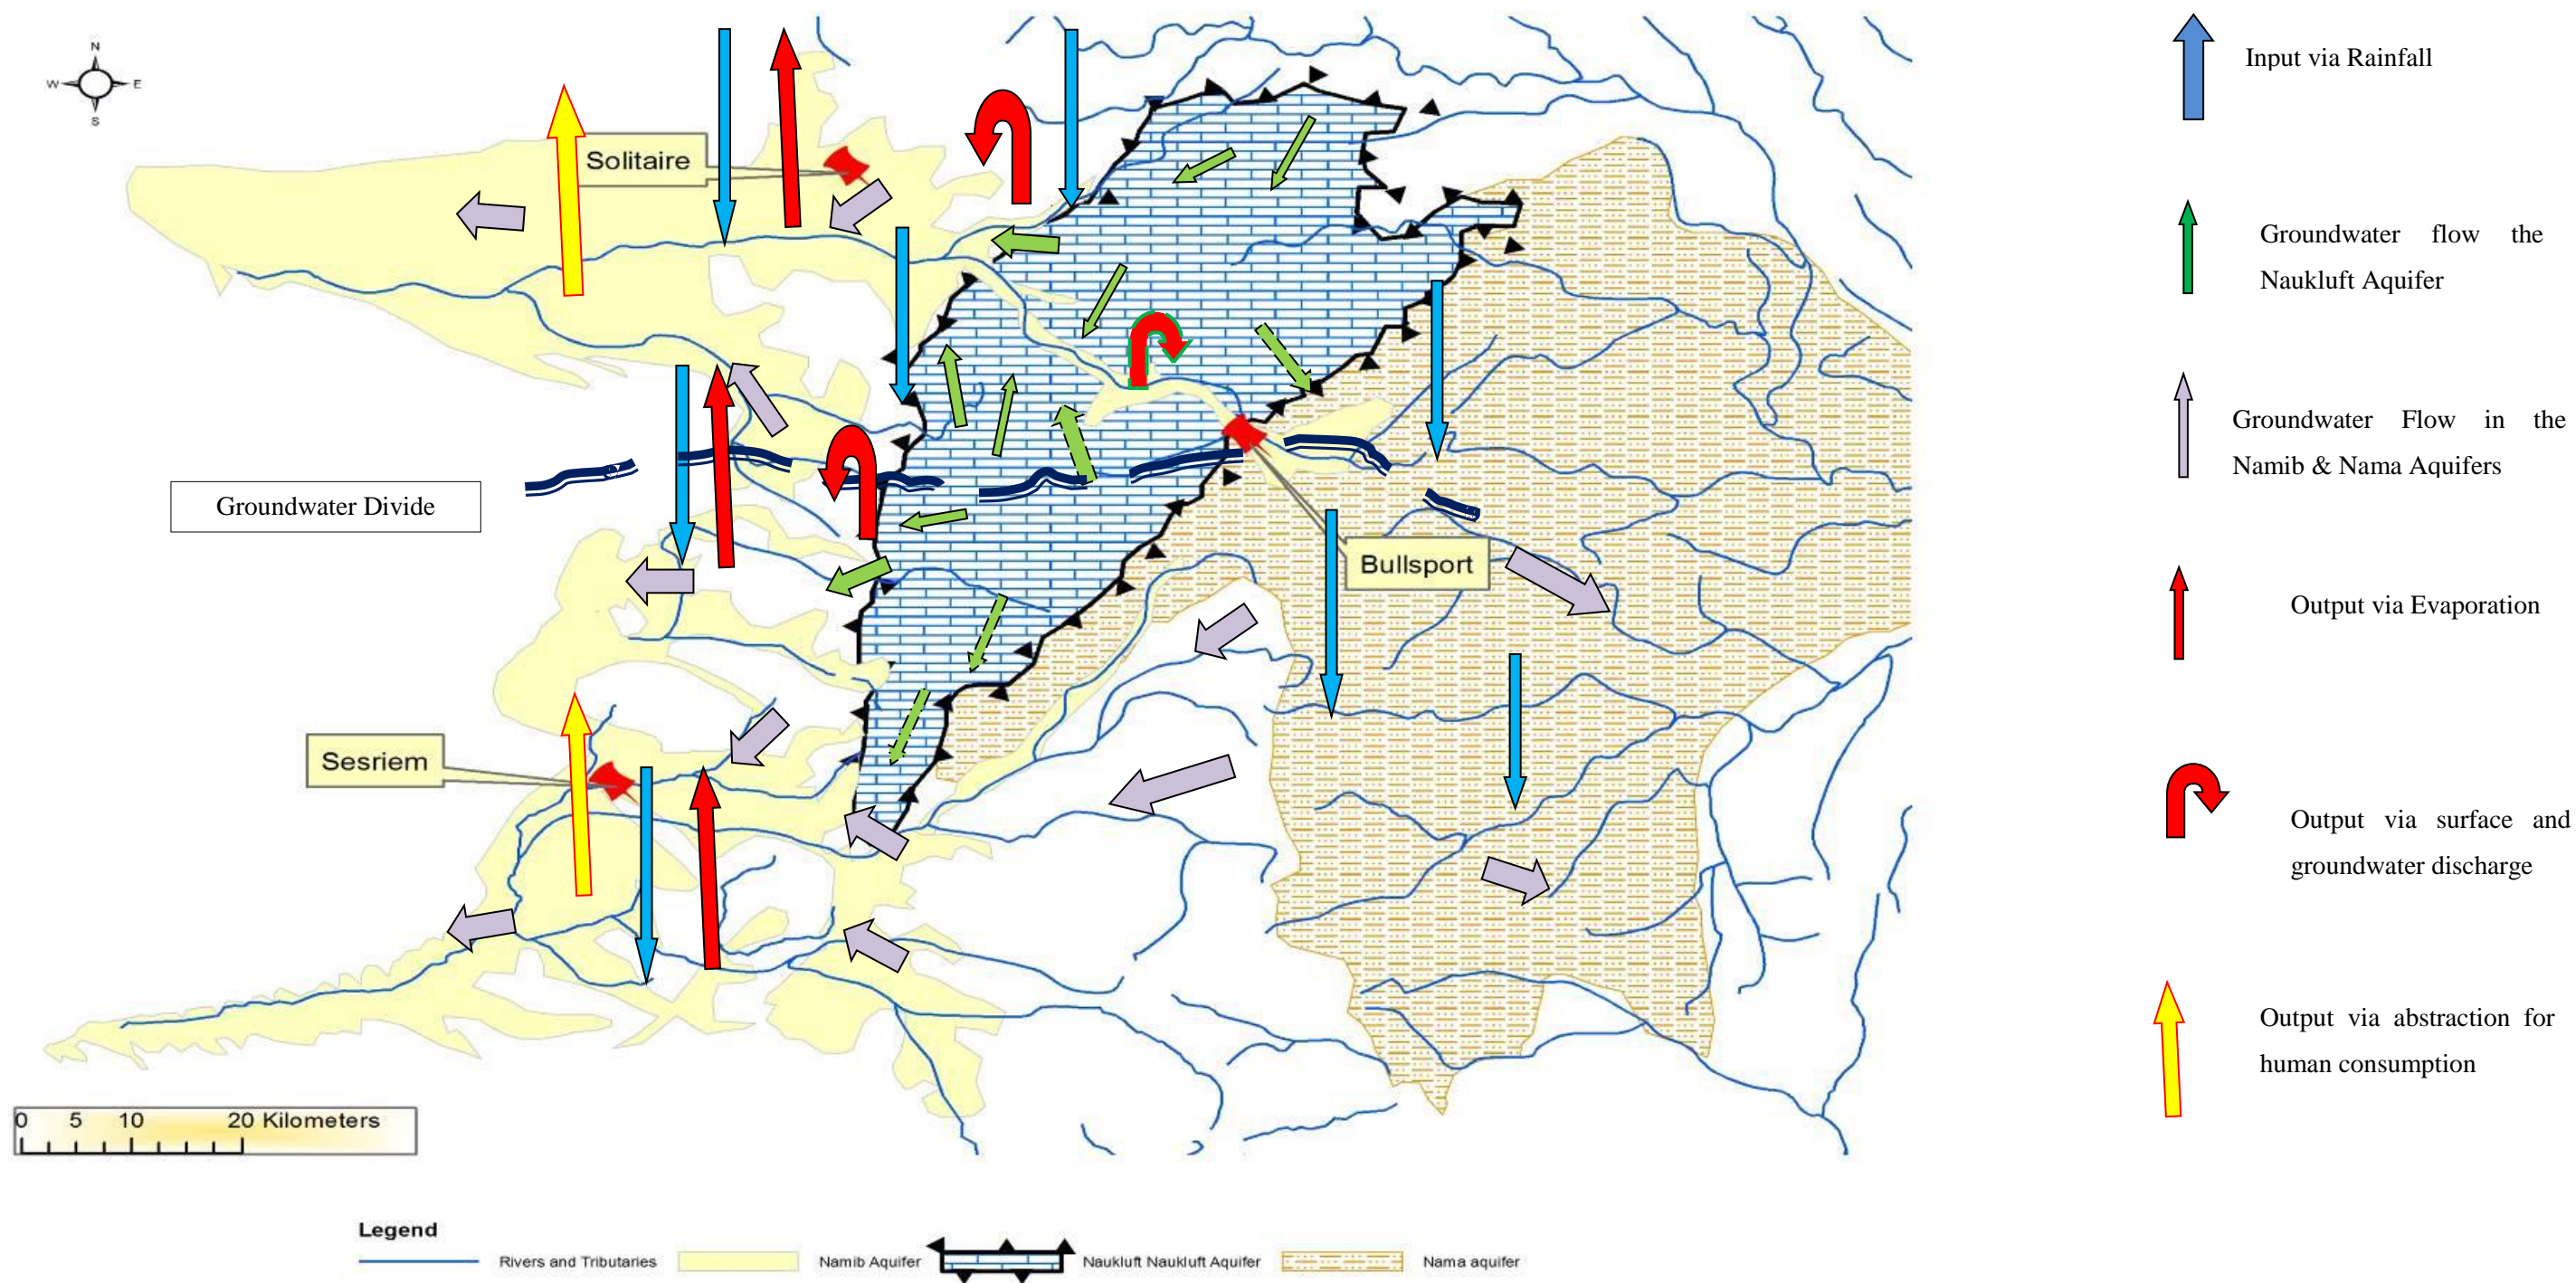 N
W E
S
Solitaire
Groundwater Divide
Bullsport
Sesriem
0 5 10 20 Kilometers
Legend
Rivers and Tributaries
Namib Aquifer
Naukluft Naukluft Aquifer
Nama aquifer
Input via Rainfall
Groundwater flow the
Naukluft Aquifer
Groundwater Flow in the
Namib & Nama Aquifers
Output via Evaporation
Output via surface and
groundwater discharge
Output via abstraction for
human consumption